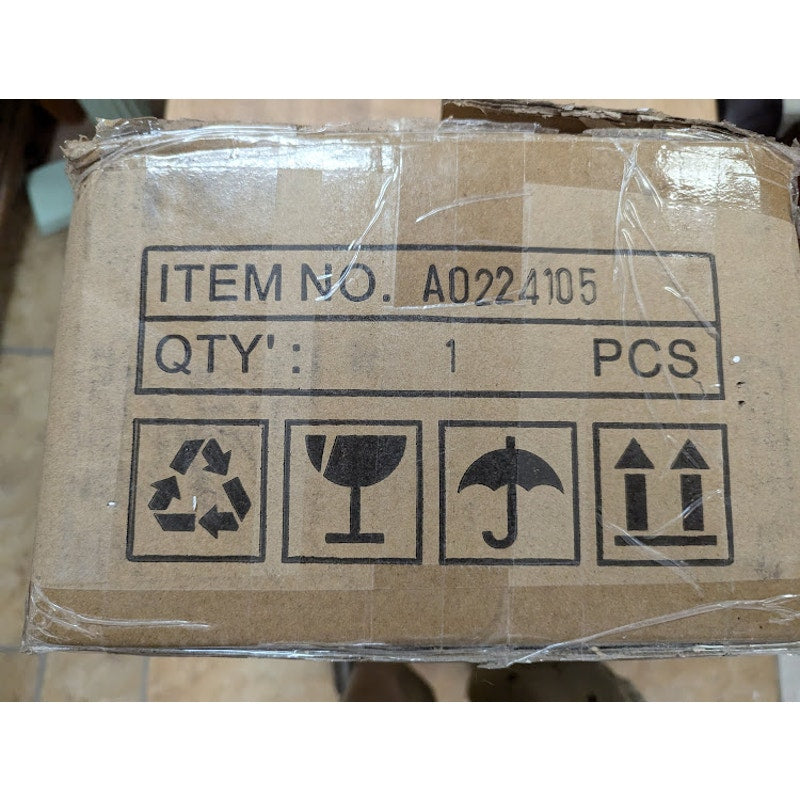 ITEM NO. A0224105
QTY': 1 PCS